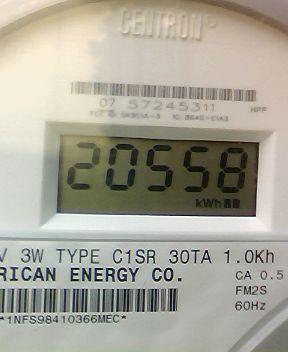 CENTRON®
07 57245311 HPF
20558
kWh
V 3W TYPE C1SR 30TA 1.0Kh
RICAN ENERGY CO.
CA 0.5
FM2S
60Hz
*1NFS98410366MEC*